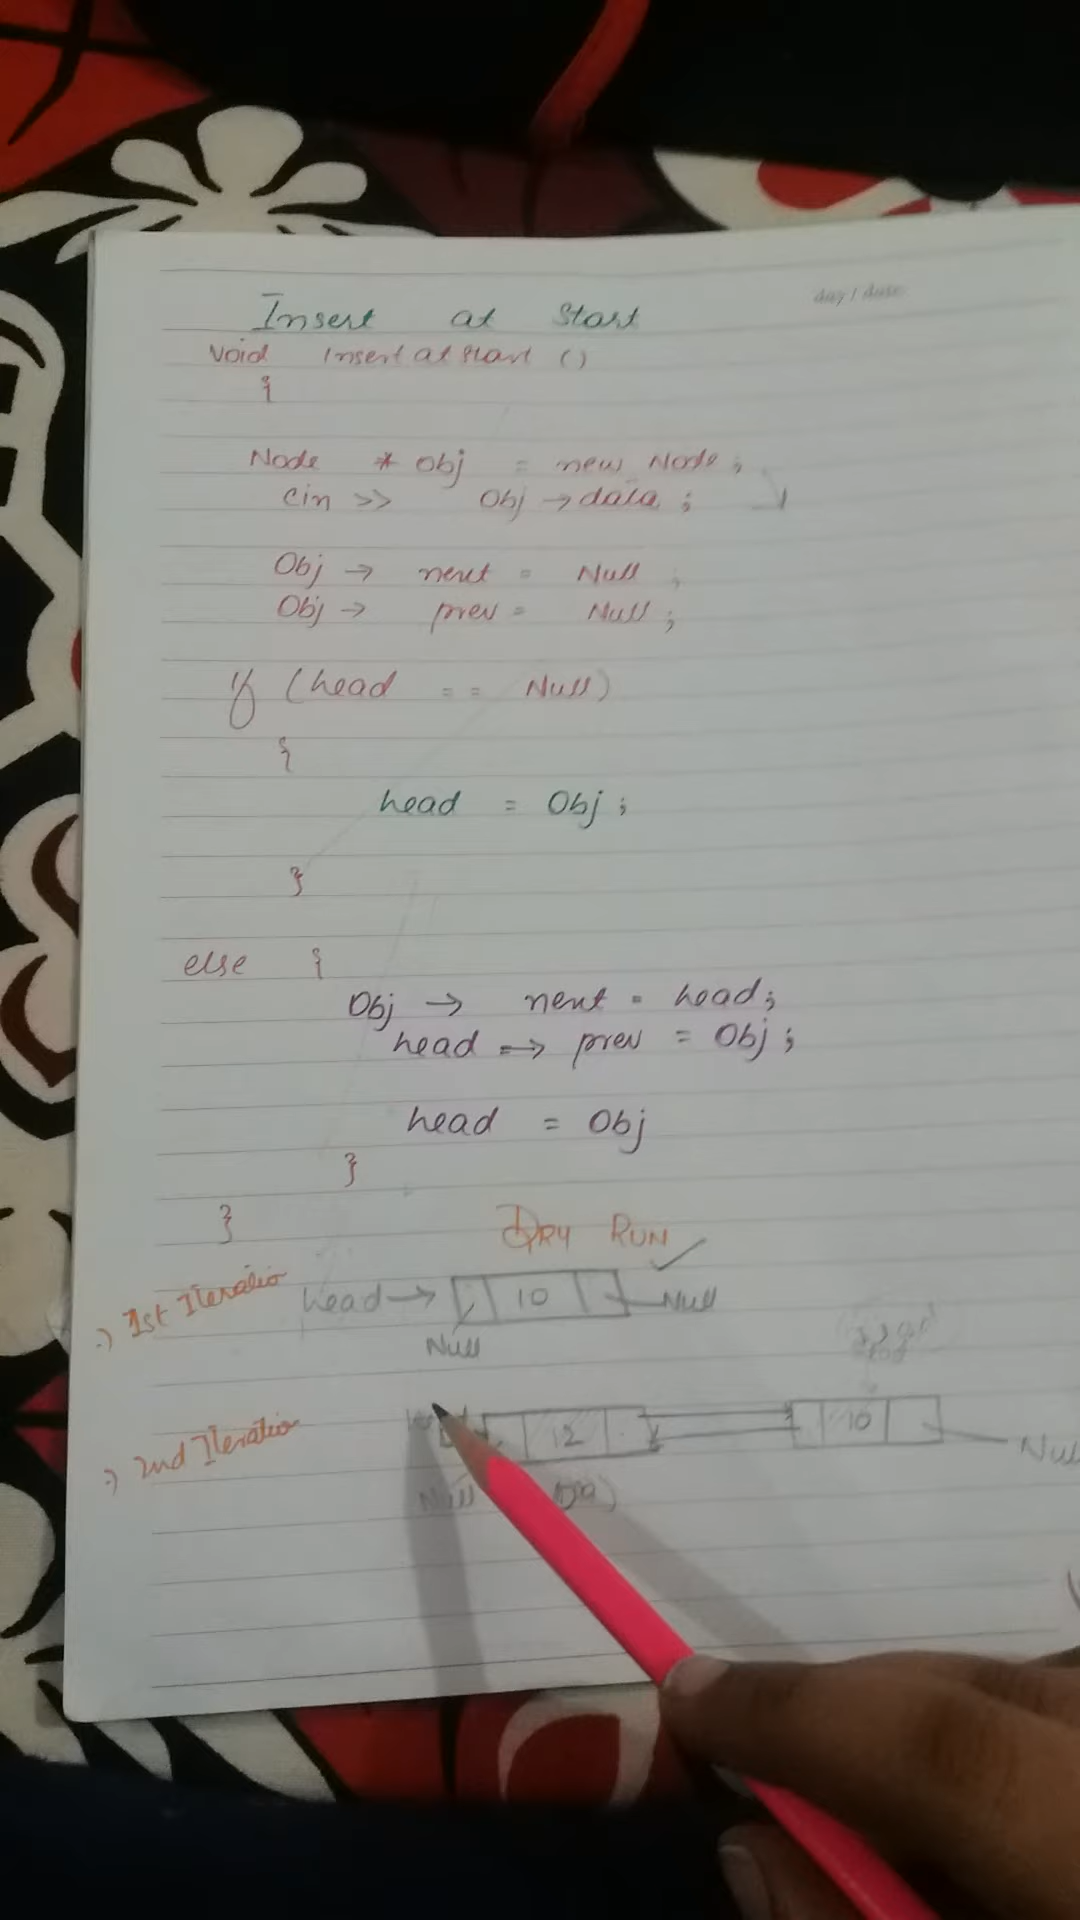 day / date
Insert at Start
Void Insert at start ()
{
Node * Obj = new Node ;
Cin >> Obj → data ;
Obj → next = Null ;
Obj → prev = Null ;
if (head == Null)
{
head = Obj ;
}
else {
Obj → next = head ;
head → prev = Obj ;
head = Obj
}
}
DRY RUN
1st Iteratio head → 10 Null
Null
2nd Iteratio 12 10 Null
Null